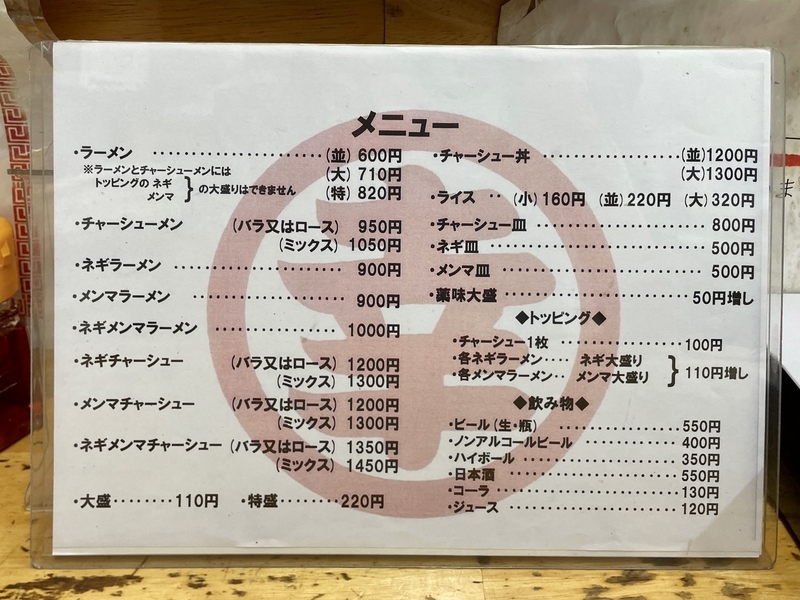 メニュー
・ラーメン ・・・・・・・・・・・・・・・・・・ (並) 600円
※ラーメンとチャーシューメンには (大) 710円
トッピングの ネギ メンマ } の大盛りはできません (特) 820円
・チャーシューメン (バラ又はロース) 950円
(ミックス) 1050円
・ネギラーメン ・・・・・・・・・・・・・・・・・・ 900円
・メンマラーメン ・・・・・・・・・・・・・・・・ 900円
・ネギメンマラーメン ・・・・・・・・・・・・・ 1000円
・ネギチャーシュー (バラ又はロース) 1200円
(ミックス) 1300円
・メンマチャーシュー (バラ又はロース) 1200円
(ミックス) 1300円
・ネギメンマチャーシュー (バラ又はロース) 1350円
(ミックス) 1450円
・大盛・・・・・・・・110円 ・特盛・・・・・・・・220円
・チャーシュー丼 ・・・・・・・・・・・・・・・・・・(並)1200円
(大)1300円
・ライス ・・ (小)160円 (並)220円 (大)320円
・チャーシュー皿 ・・・・・・・・・・・・・・・・・・ 800円
・ネギ皿 ・・・・・・・・・・・・・・・・・・・・・・ 500円
・メンマ皿 ・・・・・・・・・・・・・・・・・・・・ 500円
・薬味大盛 ・・・・・・・・・・・・・・・・・・・・ 50円増し
◆トッピング◆
・チャーシュー1枚 ・・・・・・・・・・・・・・・100円
・各ネギラーメン・・・・ ネギ大盛り
・各メンマラーメン・・ メンマ大盛り } 110円増し
◆飲み物◆
・ビール(生・瓶) ・・・・・・・・・・・・・・・550円
・ノンアルコールビール ・・・・・・・・・・・・400円
・ハイボール ・・・・・・・・・・・・・・・・・・350円
・日本酒 ・・・・・・・・・・・・・・・・・・・・550円
・コーラ ・・・・・・・・・・・・・・・・・・・・130円
・ジュース ・・・・・・・・・・・・・・・・・・・120円